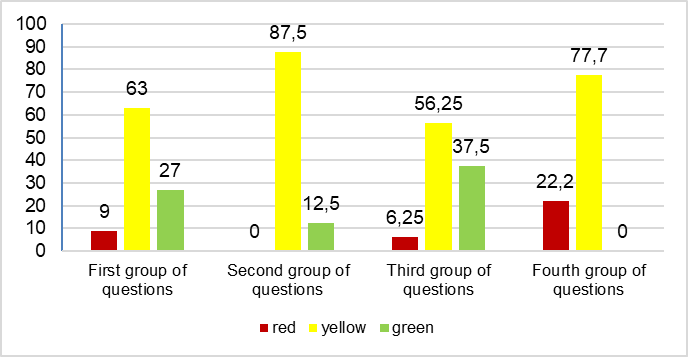 100
90
80
70
60
50
40
30
20
10
0
9
63
27
0
87,5
12,5
6,25
56,25
37,5
22,2
77,7
0
First group of
questions
Second group of
questions
Third group of
questions
Fourth group of
questions
red
yellow
green